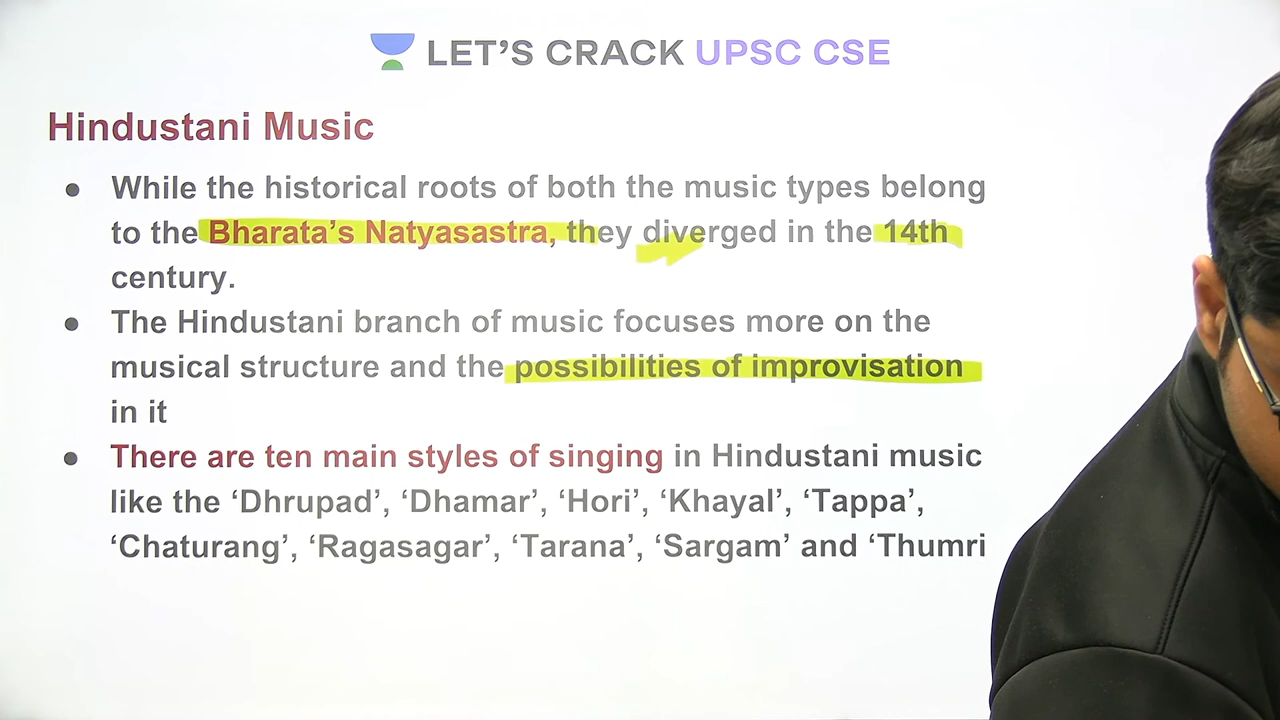 LET'S CRACK UPSC CSE
Hindustani Music
● While the historical roots of both the music types belong
to the Bharata's Natyasastra, they diverged in the 14th
century.
● The Hindustani branch of music focuses more on the
musical structure and the possibilities of improvisation
in it
● There are ten main styles of singing in Hindustani music
like the ‘Dhrupad’, ‘Dhamar’, ‘Hori’, ‘Khayal’, ‘Tappa’,
‘Chaturang’, ‘Ragasagar’, ‘Tarana’, ‘Sargam’ and ‘Thumri